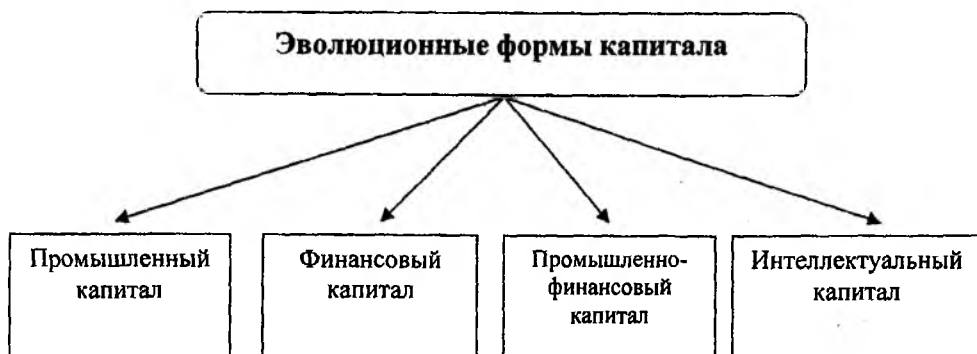 Эволюционные формы капитала
Промышленный
капитал
Финансовый
капитал
Промышленно-
финансовый
капитал
Интеллектуальный
капитал